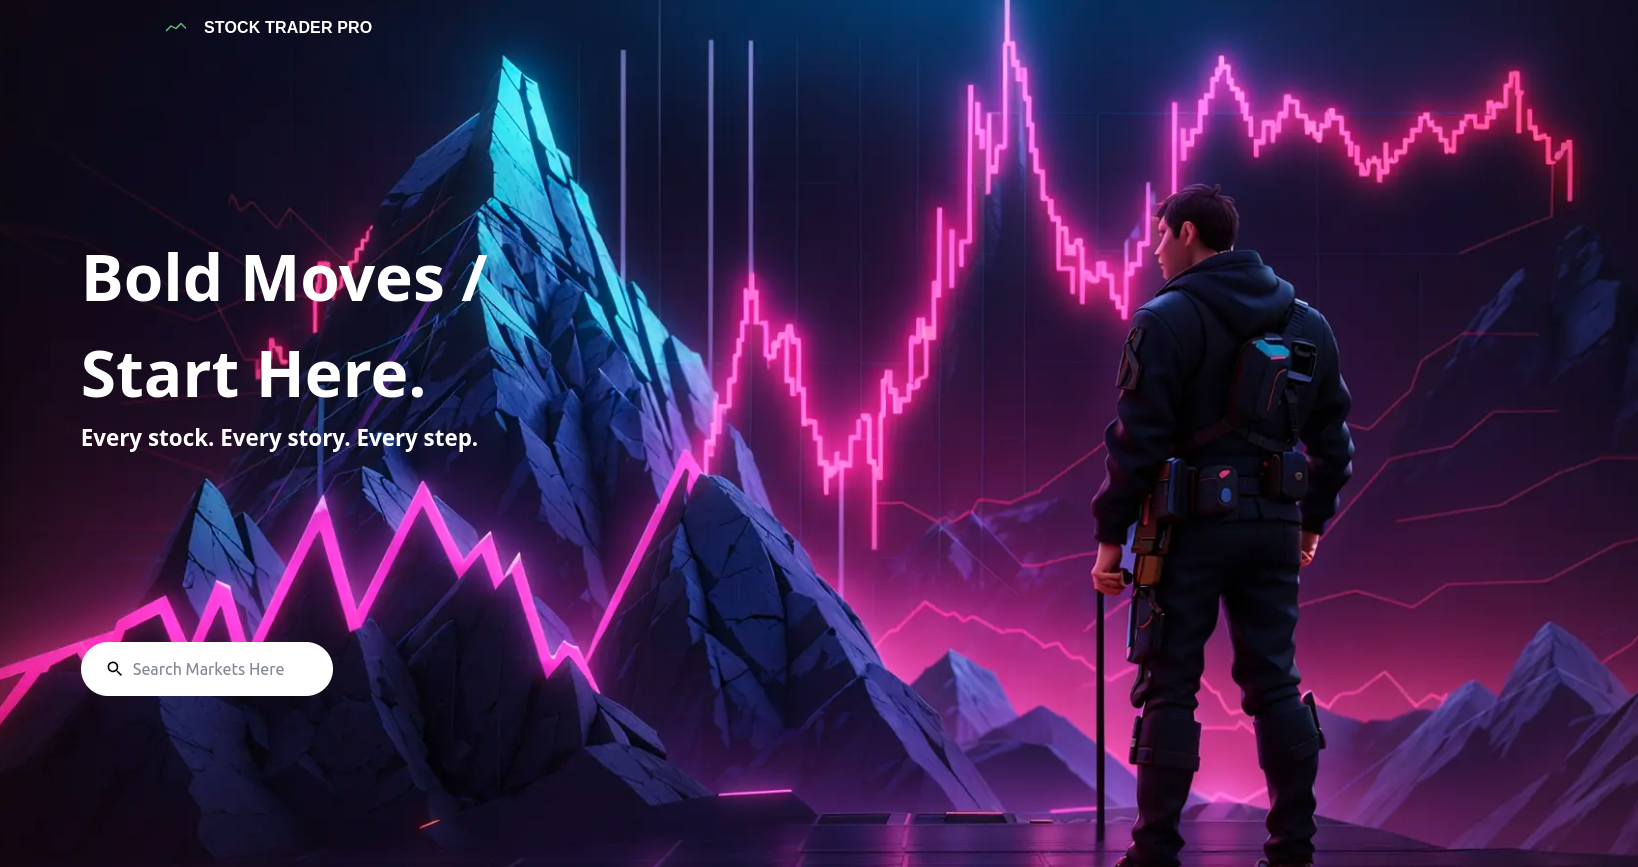 STOCK TRADER PRO
Bold Moves /
Start Here.
Every stock. Every story. Every step.
Search Markets Here